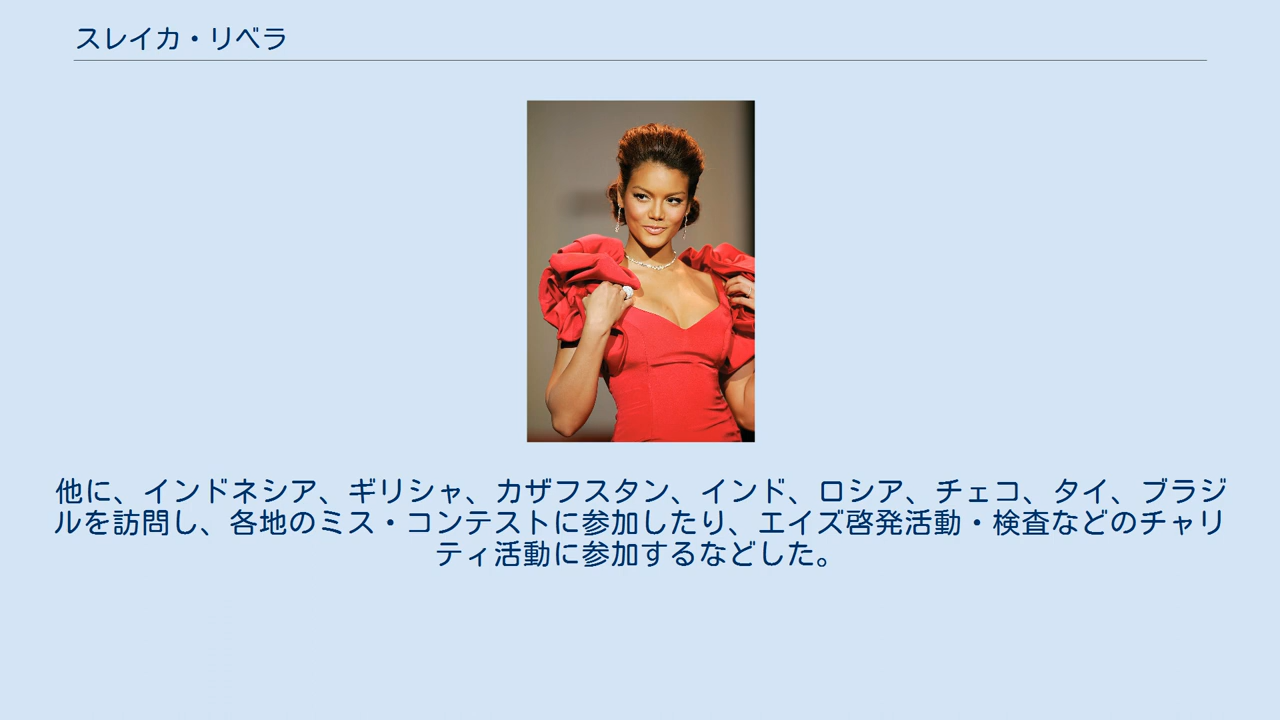 スレイカ・リベラ
他に、インドネシア、ギリシャ、カザフスタン、インド、ロシア、チェコ、タイ、ブラジ
ルを訪問し、各地のミス・コンテストに参加したり、エイズ啓発活動・検査などのチャリ
ティ活動に参加するなどした。